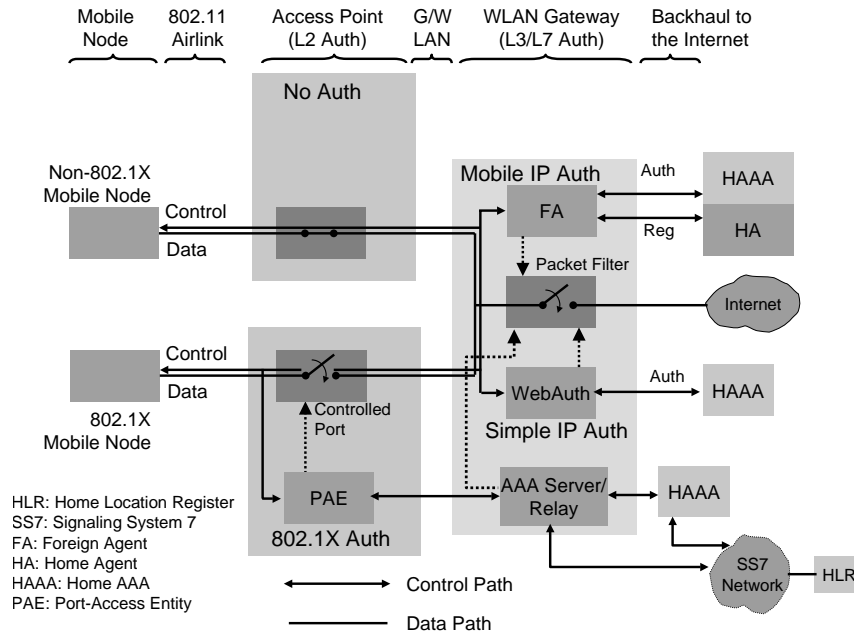 Mobile
Node
802.11
Airlink
Access Point
(L2 Auth)
G/W
LAN
WLAN Gateway
(L3/L7 Auth)
Backhaul to
the Internet
No Auth
Non-802.1X
Mobile Node
Control
Data
Mobile IP Auth
FA
Auth
Reg
HAAA
HA
Packet Filter
Internet
Control
Data
802.1X
Mobile Node
Controlled
Port
WebAuth
Simple IP Auth
Auth
HAAA
PAE
802.1X Auth
AAA Server/
Relay
HAAA
SS7
Network
HLR
HLR: Home Location Register
SS7: Signaling System 7
FA: Foreign Agent
HA: Home Agent
HAAA: Home AAA
PAE: Port-Access Entity
Control Path
Data Path